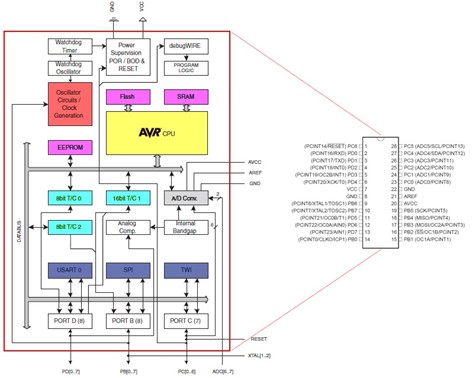 GND
VCC
Watchdog
Timer
Power
Supervision
POR / BOD &
RESET
debugWIRE
Watchdog
Oscillator
PROGRAM
LOGIC
Oscillator
Circuits /
Clock
Generation
Flash
SRAM
AVR CPU
EEPROM
AVCC
AREF
GND
8bit T/C 0
16bit T/C 1
A/D Conv.
2
DATABUS
8bit T/C 2
Analog
Comp.
Internal
Bandgap
6
USART 0
SPI
TWI
PORT D (8)
PORT B (8)
PORT C (7)
RESET
XTAL[1..2]
PD[0..7]
PB[0..7]
PC[0..6]
ADC[6..7]
(PCINT14/RESET) PC6 1
(PCINT16/RXD) PD0 2
(PCINT17/TXD) PD1 3
(PCINT18/INT0) PD2 4
(PCINT19/OC2B/INT1) PD3 5
(PCINT20/XCK/T0) PD4 6
VCC 7
GND 8
(PCINT6/XTAL1/TOSC1) PB6 9
(PCINT7/XTAL2/TOSC2) PB7 10
(PCINT21/OC0B/T1) PD5 11
(PCINT22/OC0A/AIN0) PD6 12
(PCINT23/AIN1) PD7 13
(PCINT0/CLKO/ICP1) PB0 14
28 PC5 (ADC5/SCL/PCINT13)
27 PC4 (ADC4/SDA/PCINT12)
26 PC3 (ADC3/PCINT11)
25 PC2 (ADC2/PCINT10)
24 PC1 (ADC1/PCINT9)
23 PC0 (ADC0/PCINT8)
22 GND
21 AREF
20 AVCC
19 PB5 (SCK/PCINT5)
18 PB4 (MISO/PCINT4)
17 PB3 (MOSI/OC2A/PCINT3)
16 PB2 (SS/OC1B/PCINT2)
15 PB1 (OC1A/PCINT1)